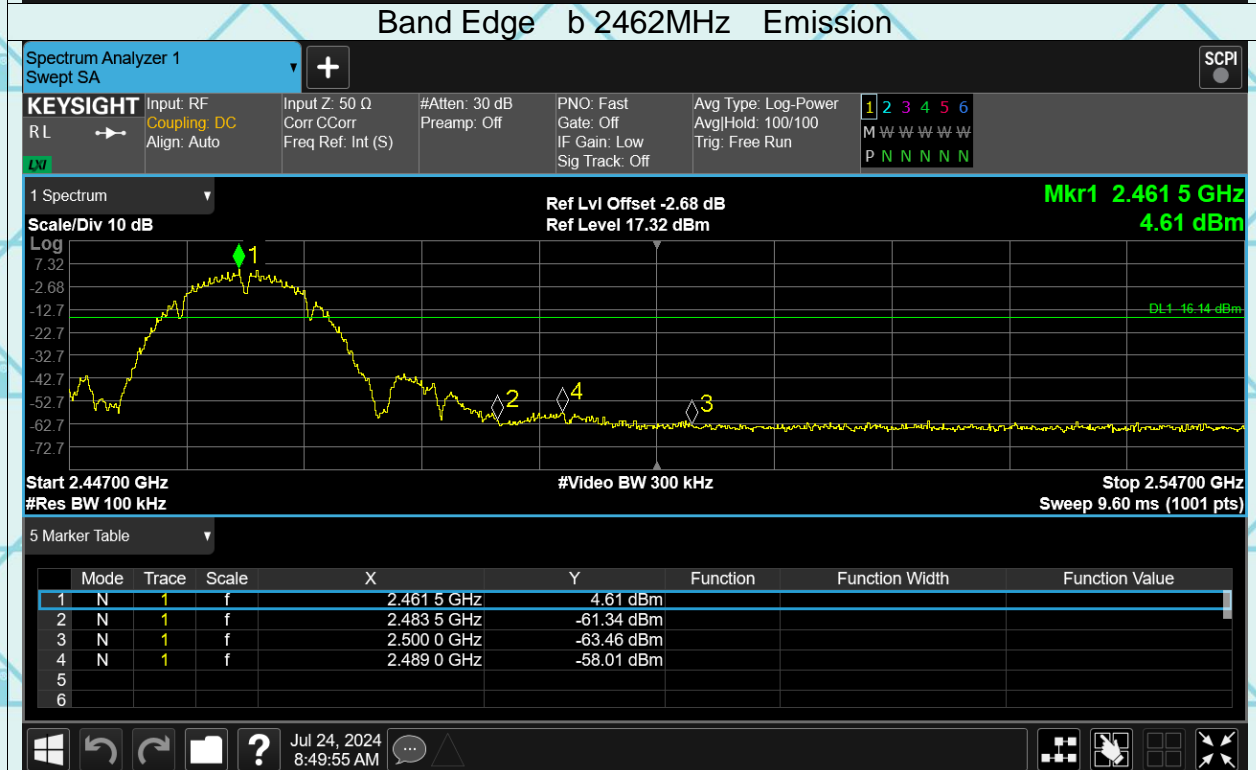 Band Edge b 2462MHz Emission
Spectrum Analyzer 1
Swept SA
SCPI
KEYSIGHT
R L
LXI
Input: RF
Coupling: DC
Align: Auto
Input Z: 50 Ω
Corr CCorr
Freq Ref: Int (S)
#Atten: 30 dB
Preamp: Off
PNO: Fast
Gate: Off
IF Gain: Low
Sig Track: Off
Avg Type: Log-Power
Avg|Hold: 100/100
Trig: Free Run
1 2 3 4 5 6
M W W W W W
P N N N N N
1 Spectrum
Scale/Div 10 dB
Ref Lvl Offset -2.68 dB
Ref Level 17.32 dBm
Mkr1 2.461 5 GHz
4.61 dBm
Log
7.32
-2.68
-12.7
-22.7
-32.7
-42.7
-52.7
-62.7
-72.7
1
2
4
3
DL1 -16.14 dBm
Start 2.44700 GHz
#Video BW 300 kHz
Stop 2.54700 GHz
#Res BW 100 kHz
Sweep 9.60 ms (1001 pts)
5 Marker Table
Mode Trace Scale X Y Function Function Width Function Value
1 N 1 f 2.461 5 GHz 4.61 dBm
2 N 1 f 2.483 5 GHz -61.34 dBm
3 N 1 f 2.500 0 GHz -63.46 dBm
4 N 1 f 2.489 0 GHz -58.01 dBm
5
6
?
Jul 24, 2024
8:49:55 AM